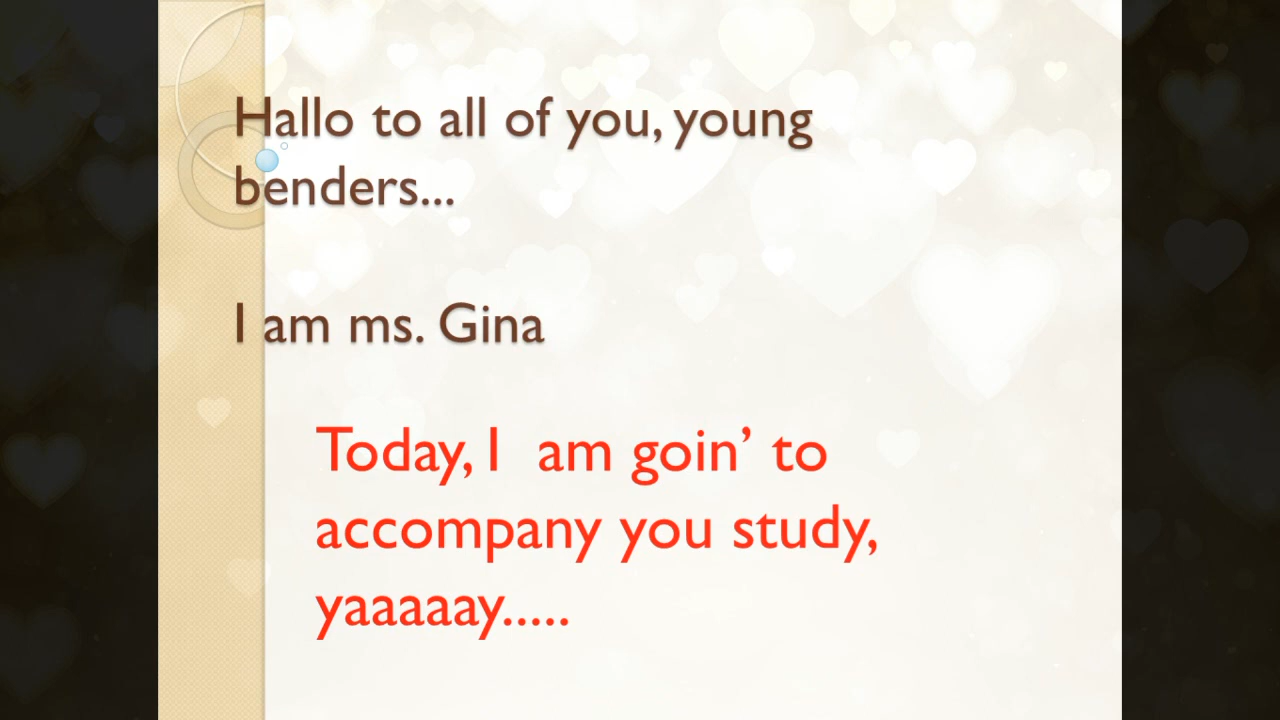 Hallo to all of you, young
benders...
I am ms. Gina
Today, I am goin’ to
accompany you study,
yaaaaay.....